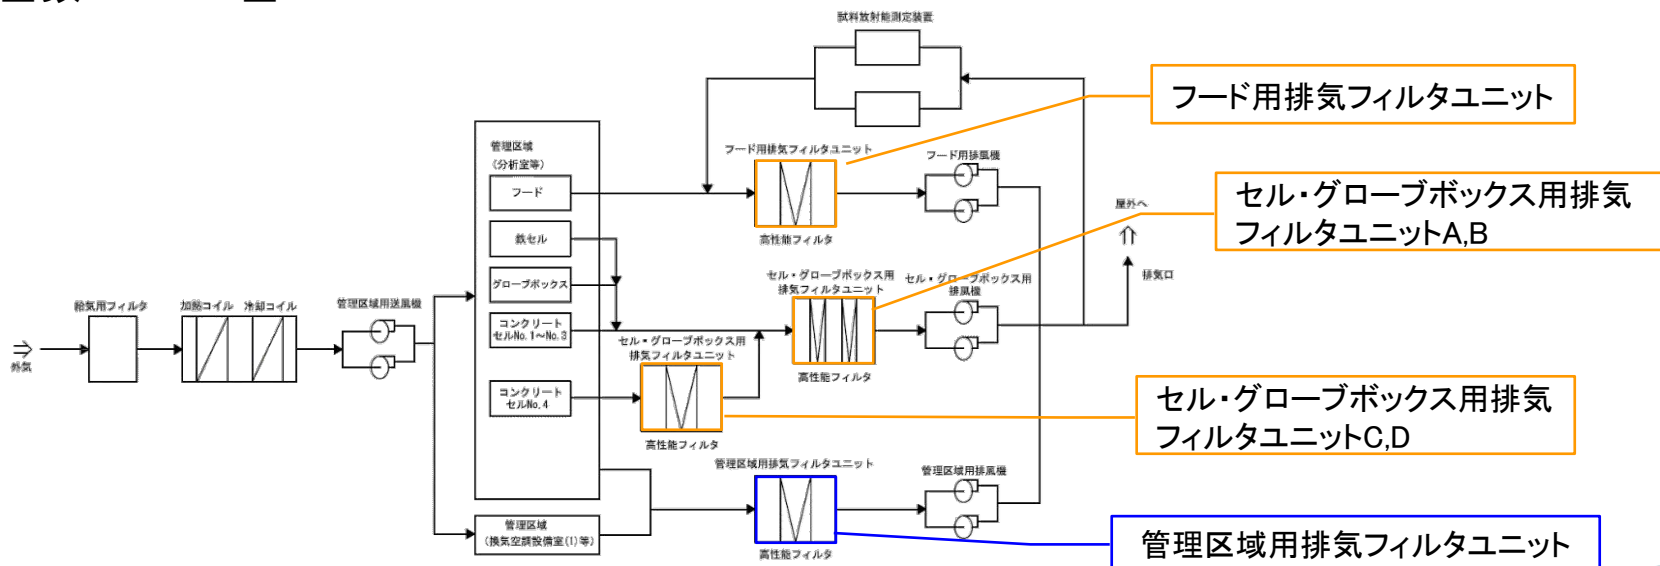 試料放射能測定装置
フード用排気フィルタユニット
管理区域
(分析室等)
フード用排気フィルタユニット
フード用排風機
フード
セル・グローブボックス用排気
フィルタユニットA,B
屋外へ
高性能フィルタ
鉄セル
セル・グローブボックス用
排気フィルタユニット
セル・グローブボックス用
排風機
排気口
グローブボックス
給気用フィルタ
加熱コイル
冷却コイル
管理区域用送風機
コンクリート
セルNo.1~No.3
セル・グローブボックス用
排気フィルタユニット
外気
高性能フィルタ
コンクリート
セルNo.4
セル・グローブボックス用排気
フィルタユニットC,D
高性能フィルタ
管理区域用排気フィルタユニット
管理区域用排風機
管理区域
(換気空調設備室(1)等)
高性能フィルタ
管理区域用排気フィルタユニット